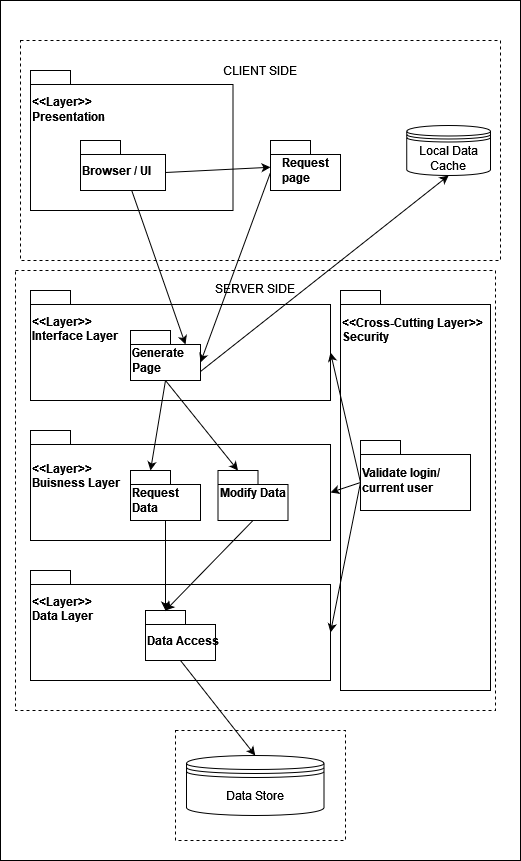 CLIENT SIDE
<<Layer>>
Presentation
Browser / UI
Request
page
Local Data
Cache
SERVER SIDE
<<Layer>>
Interface Layer
Generate
Page
<<Cross-Cutting Layer>>
Security
<<Layer>>
Buisness Layer
Request
Data
Modify Data
Validate login/
current user
<<Layer>>
Data Layer
Data Access
Data Store